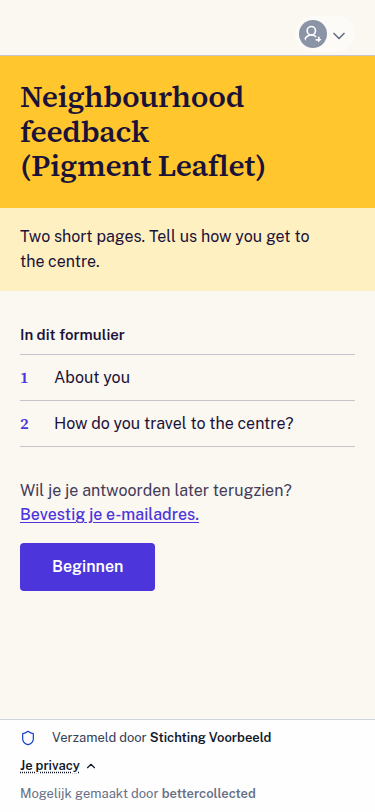 Neighbourhood
feedback
(Pigment Leaflet)
Two short pages. Tell us how you get to
the centre.
In dit formulier
1 About you
2 How do you travel to the centre?
Wil je je antwoorden later terugzien?
Bevestig je e-mailadres.
Beginnen
Verzameld door Stichting Voorbeeld
Je privacy
Mogelijk gemaakt door bettercollected